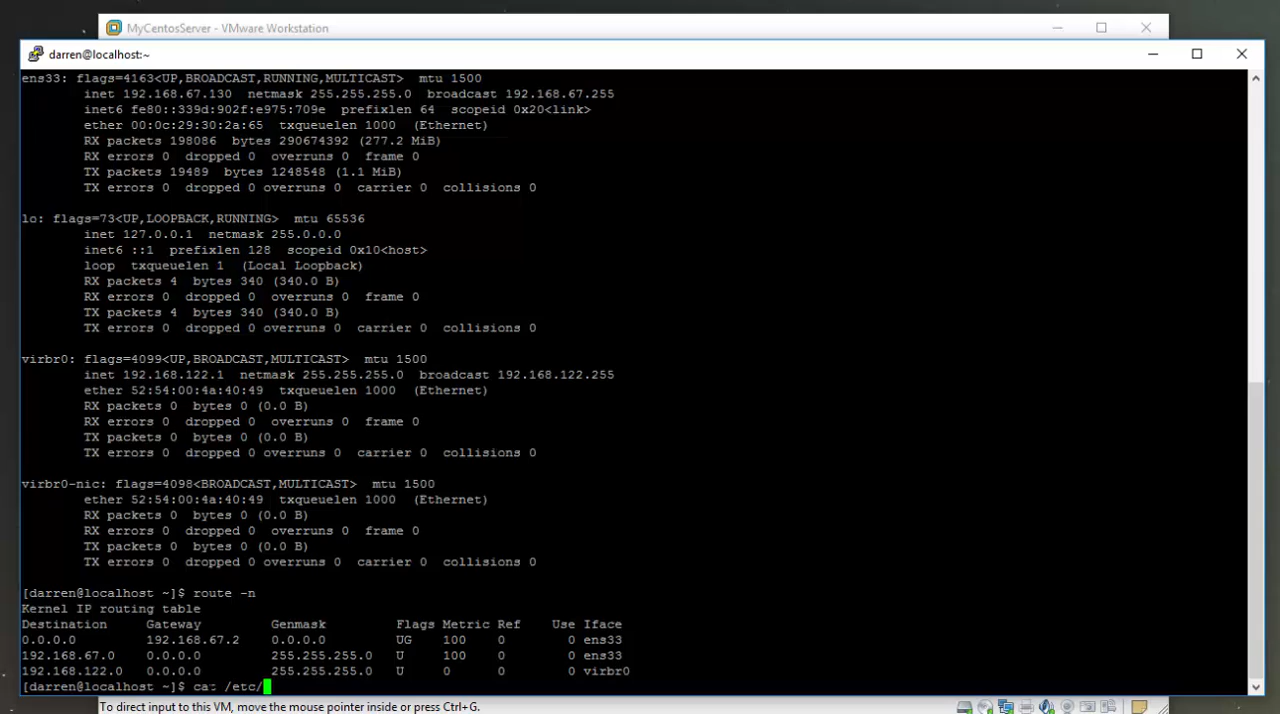 MyCentosServer - VMware Workstation
darren@localhost:~
ens33: flags=4163<UP,BROADCAST,RUNNING,MULTICAST>  mtu 1500
        inet 192.168.67.130  netmask 255.255.255.0  broadcast 192.168.67.255
        inet6 fe80::339d:902f:e975:709e  prefixlen 64  scopeid 0x20<link>
        ether 00:0c:29:30:2a:65  txqueuelen 1000  (Ethernet)
        RX packets 198086  bytes 290674392 (277.2 MiB)
        RX errors 0  dropped 0  overruns 0  frame 0
        TX packets 19489  bytes 1248548 (1.1 MiB)
        TX errors 0  dropped 0 overruns 0  carrier 0  collisions 0
lo: flags=73<UP,LOOPBACK,RUNNING>  mtu 65536
        inet 127.0.0.1  netmask 255.0.0.0
        inet6 ::1  prefixlen 128  scopeid 0x10<host>
        loop  txqueuelen 1  (Local Loopback)
        RX packets 4  bytes 340 (340.0 B)
        RX errors 0  dropped 0  overruns 0  frame 0
        TX packets 4  bytes 340 (340.0 B)
        TX errors 0  dropped 0 overruns 0  carrier 0  collisions 0
virbr0: flags=4099<UP,BROADCAST,MULTICAST>  mtu 1500
        inet 192.168.122.1  netmask 255.255.255.0  broadcast 192.168.122.255
        ether 52:54:00:4a:40:49  txqueuelen 1000  (Ethernet)
        RX packets 0  bytes 0 (0.0 B)
        RX errors 0  dropped 0  overruns 0  frame 0
        TX packets 0  bytes 0 (0.0 B)
        TX errors 0  dropped 0 overruns 0  carrier 0  collisions 0
virbr0-nic: flags=4098<BROADCAST,MULTICAST>  mtu 1500
        ether 52:54:00:4a:40:49  txqueuelen 1000  (Ethernet)
        RX packets 0  bytes 0 (0.0 B)
        RX errors 0  dropped 0  overruns 0  frame 0
        TX packets 0  bytes 0 (0.0 B)
        TX errors 0  dropped 0 overruns 0  carrier 0  collisions 0
[darren@localhost ~]$ route -n
Kernel IP routing table
Destination     Gateway         Genmask         Flags Metric Ref    Use Iface
0.0.0.0         192.168.67.2    0.0.0.0         UG    100    0        0 ens33
192.168.67.0    0.0.0.0         255.255.255.0   U     100    0        0 ens33
192.168.122.0   0.0.0.0         255.255.255.0   U     0      0        0 virbr0
[darren@localhost ~]$ cat /etc/
To direct input to this VM, move the mouse pointer inside or press Ctrl+G.